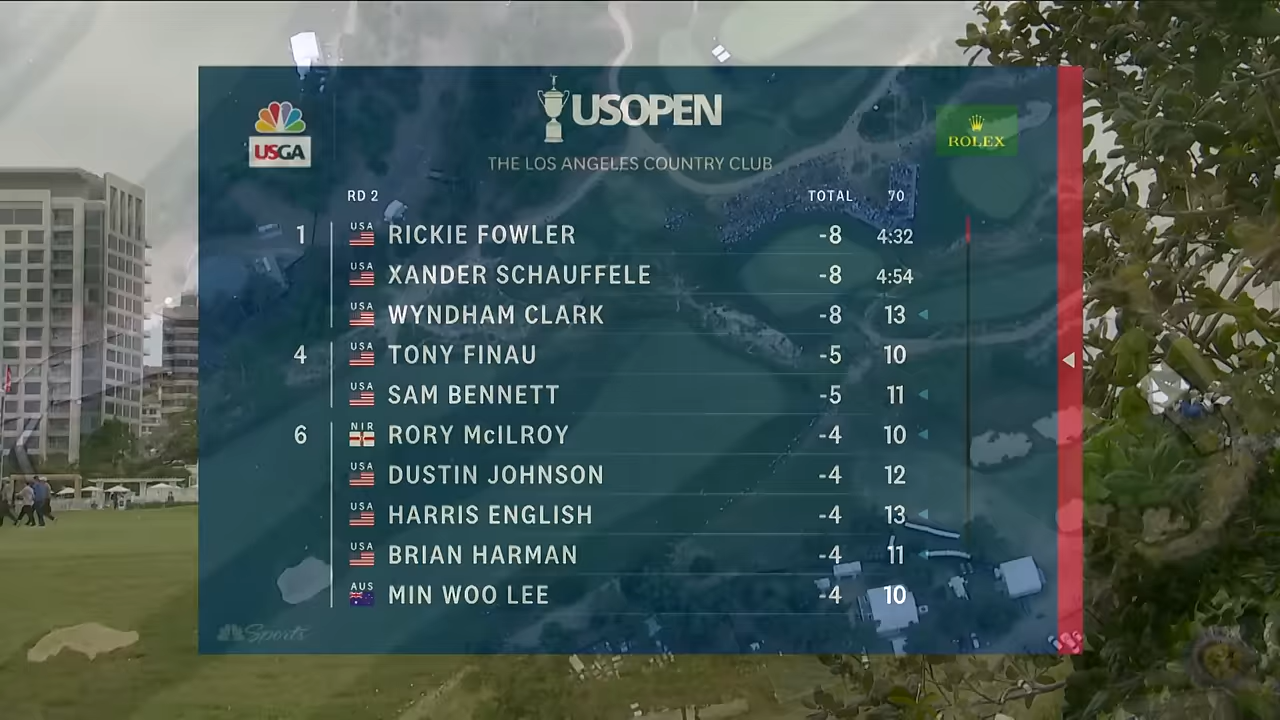 USOPEN
USGA
ROLEX
THE LOS ANGELES COUNTRY CLUB
RD 2 TOTAL 70
1 USA RICKIE FOWLER -8 4:32
USA XANDER SCHAUFFELE -8 4:54
USA WYNDHAM CLARK -8 13
4 USA TONY FINAU -5 10
USA SAM BENNETT -5 11
6 NIR RORY McILROY -4 10
USA DUSTIN JOHNSON -4 12
USA HARRIS ENGLISH -4 13
USA BRIAN HARMAN -4 11
AUS MIN WOO LEE -4 10
Sports